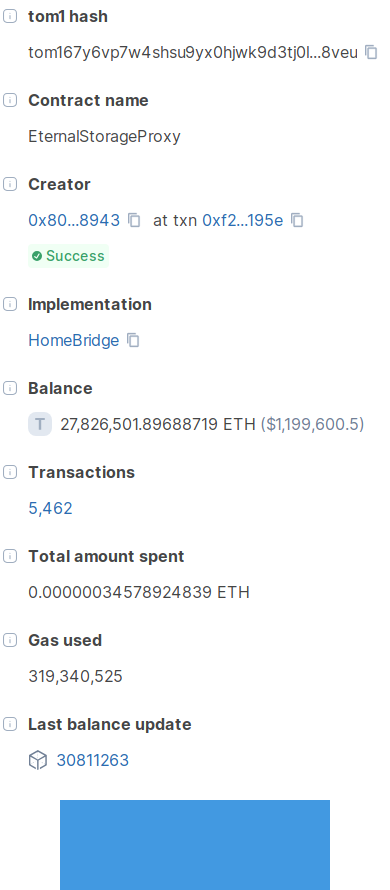 tom1 hash
tom167y6vp7w4shsu9yx0hjwk9d3tj0l...8veu
Contract name
EternalStorageProxy
Creator
0x80...8943 at txn 0xf2...195e
Success
Implementation
HomeBridge
Balance
T 27,826,501.89688719 ETH ($1,199,600.5)
Transactions
5,462
Total amount spent
0.00000034578924839 ETH
Gas used
319,340,525
Last balance update
30811263